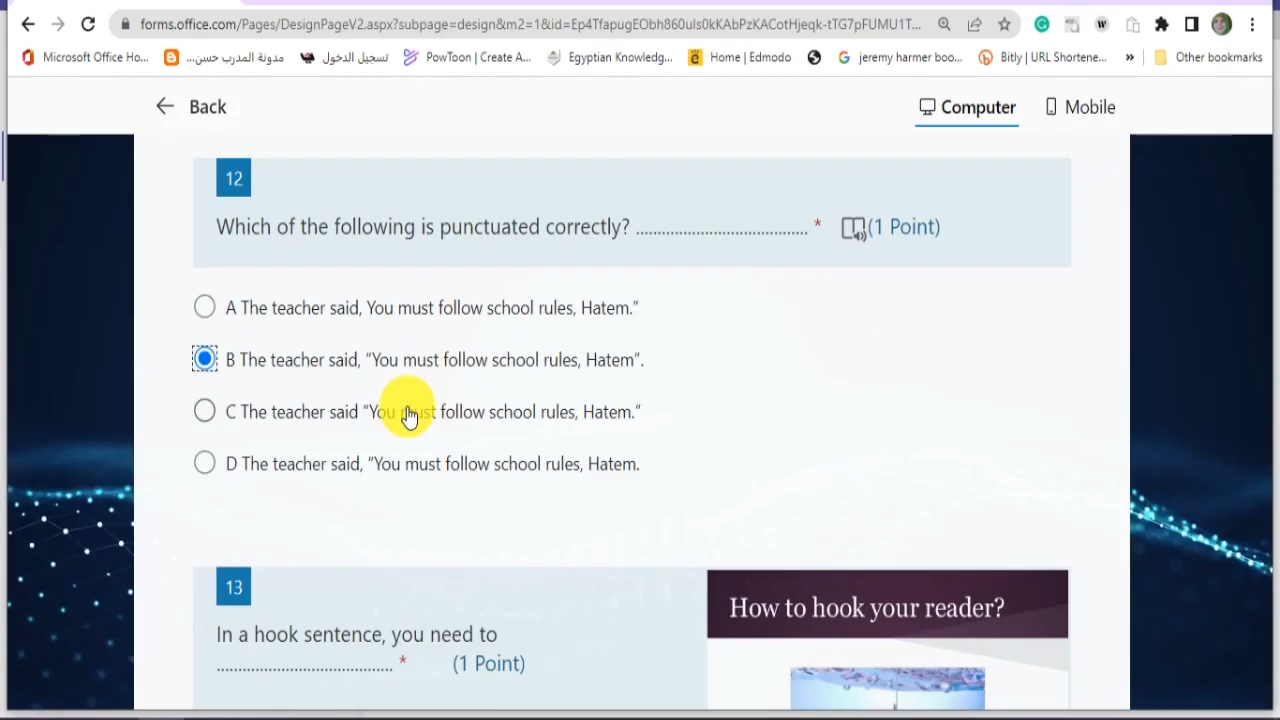 forms.office.com/Pages/DesignPageV2.aspx?subpage=design&m2=1&id=Ep4TfapugEObh860uls0kKAsPzKACotHjeqk-tTG7pFUMU1T...
Microsoft Office Ho...
مدونة المدرب حسن...
تسجيل الدخول
PowToon | Create A...
Egyptian Knowledg...
Home | Edmodo
jeremy harmer boo...
Bitly | URL Shortene...
»
Other bookmarks
Back
Computer
Mobile
12
Which of the following is punctuated correctly? ........................................ * (1 Point)
A The teacher said, You must follow school rules, Hatem.”
B The teacher said, “You must follow school rules, Hatem”.
C The teacher said “You must follow school rules, Hatem.”
D The teacher said, “You must follow school rules, Hatem.
13
In a hook sentence, you need to
......................................... * (1 Point)
How to hook your reader?